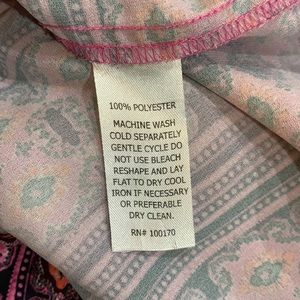 100% POLYESTER
MACHINE WASH
COLD SEPARATELY
GENTLE CYCLE DO
NOT USE BLEACH
RESHAPE AND LAY
FLAT TO DRY COOL
IRON IF NECESSARY
OR PREFERABLE
DRY CLEAN.
RN# 100170